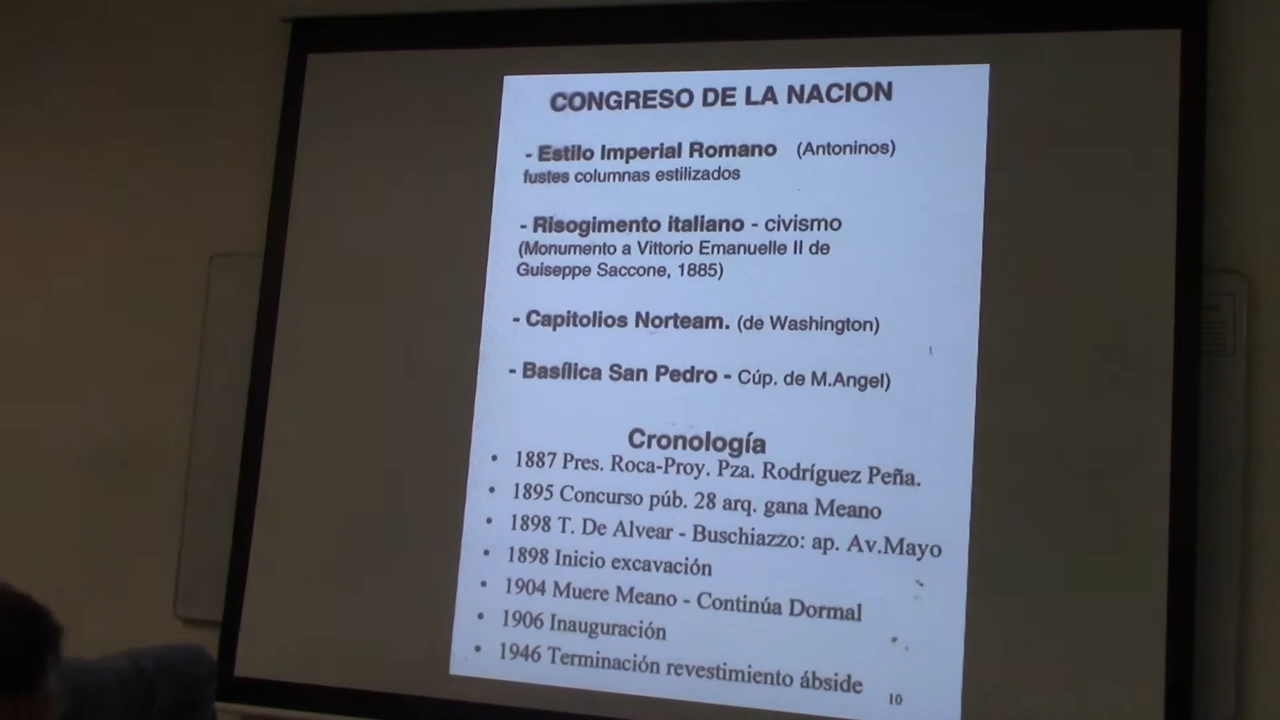 CONGRESO DE LA NACION
- Estilo Imperial Romano (Antoninos)
fustes columnas estilizados
- Risogimento italiano - civismo
(Monumento a Vittorio Emanuelle II de
Guiseppe Saccone, 1885)
- Capitolios Norteam. (de Washington)
- Basílica San Pedro - Cúp. de M.Angel)
Cronología
• 1887 Pres. Roca-Proy. Pza. Rodríguez Peña.
• 1895 Concurso púb. 28 arq. gana Meano
• 1898 T. De Alvear - Buschiazzo: ap. Av.Mayo
• 1898 Inicio excavación
• 1904 Muere Meano - Continúa Dormal
• 1906 Inauguración
• 1946 Terminación revestimiento ábside
10